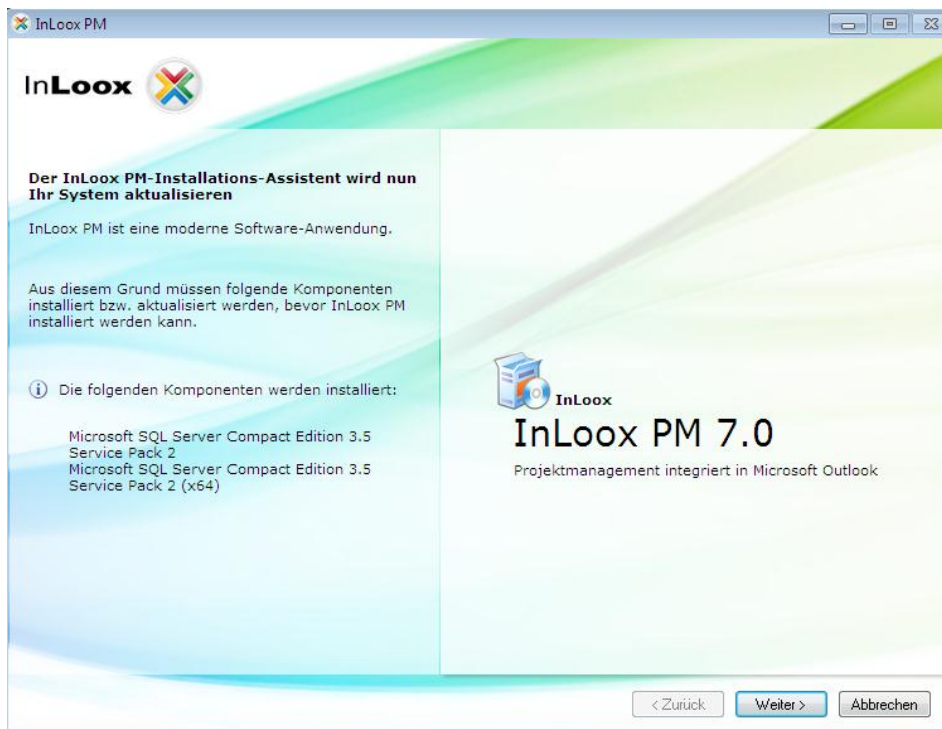 InLoox PM
InLoox
Der InLoox PM-Installations-Assistent wird nun
Ihr System aktualisieren
InLoox PM ist eine moderne Software-Anwendung.
Aus diesem Grund müssen folgende Komponenten
installiert bzw. aktualisiert werden, bevor InLoox PM
installiert werden kann.
Die folgenden Komponenten werden installiert:
Microsoft SQL Server Compact Edition 3.5
Service Pack 2
Microsoft SQL Server Compact Edition 3.5
Service Pack 2 (x64)
InLoox
InLoox PM 7.0
Projektmanagement integriert in Microsoft Outlook
< Zurück
Weiter >
Abbrechen